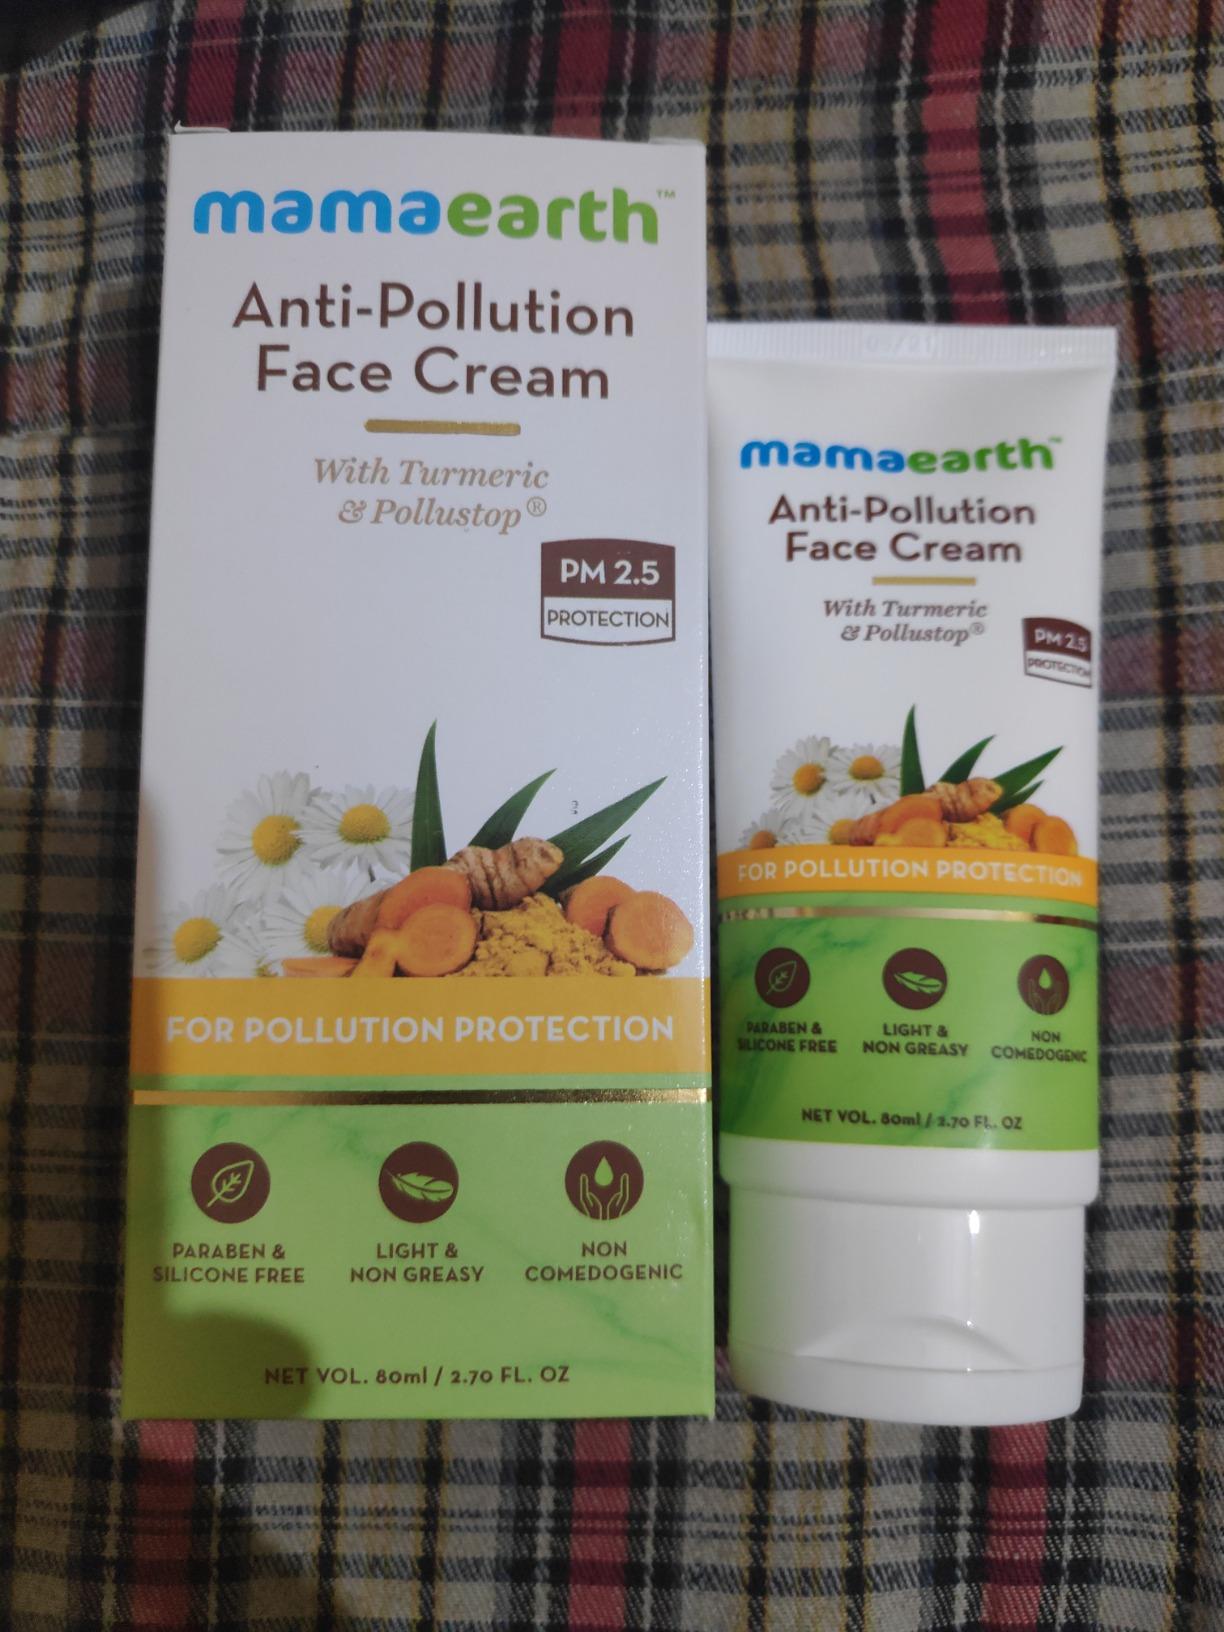 mamaearth™
Anti-Pollution
Face Cream
With Turmeric
& Pollustop®
PM 2.5
PROTECTION
FOR POLLUTION PROTECTION
PARABEN &
SILICONE FREE
LIGHT &
NON GREASY
NON
COMEDOGENIC
NET VOL. 80ml / 2.70 FL. OZ
mamaearth™
Anti-Pollution
Face Cream
With Turmeric
& Pollustop®
PM 2.5
PROTECTION
FOR POLLUTION PROTECTION
PARABEN &
SILICONE FREE
LIGHT &
NON GREASY
NON
COMEDOGENIC
NET VOL. 80ml / 2.70 FL. OZ